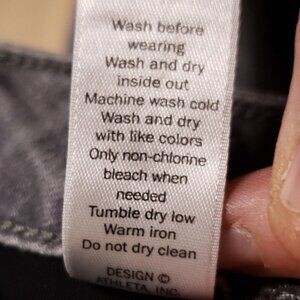 Wash before
wearing
Wash and dry
inside out
Machine wash cold
Wash and dry
with like colors
Only non-chlorine
bleach when
needed
Tumble dry low
Warm iron
Do not dry clean
DESIGN ©
ATHLETA, INC.